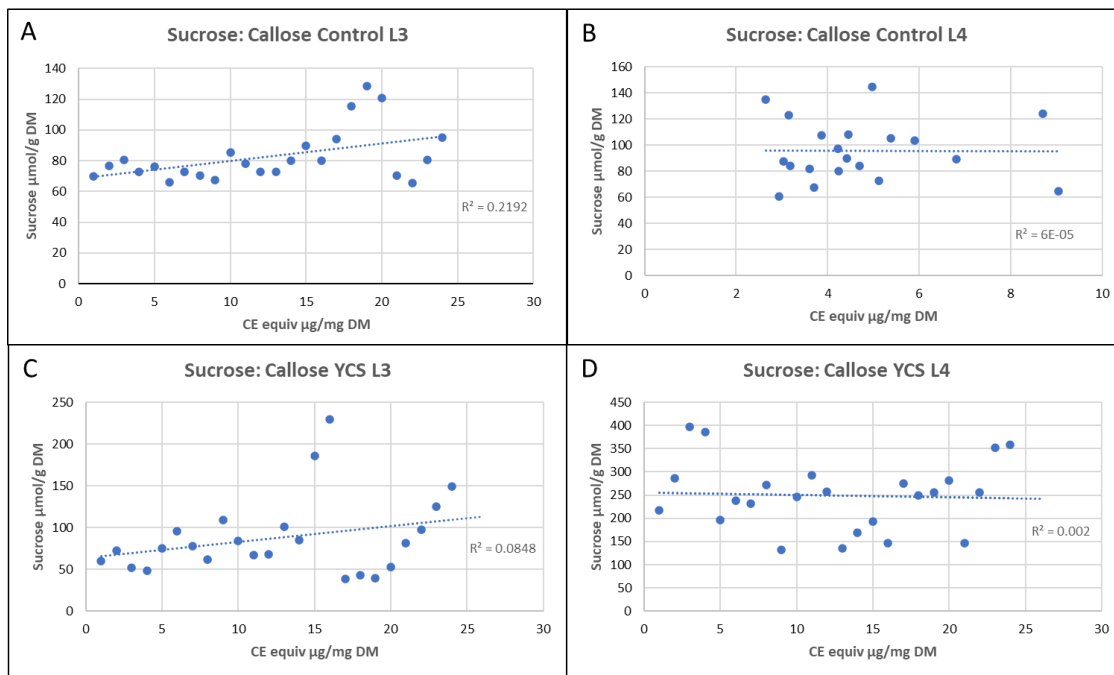 A
Sucrose: Callose Control L3
Sucrose µmol/g DM
140
120
100
80
60
40
20
0
0 5 10 15 20 25 30
R² = 0.2192
CE equiv µg/mg DM
B
Sucrose: Callose Control L4
Sucrose µmol/g DM
160
140
120
100
80
60
40
20
0
0 2 4 6 8 10
R² = 6E-05
CE equiv µg/mg DM
C
Sucrose: Callose YCS L3
Sucrose µmol/g DM
250
200
150
100
50
0
0 5 10 15 20 25 30
R² = 0.0848
CE equiv µg/mg DM
D
Sucrose: Callose YCS L4
Sucrose µmol/g DM
450
400
350
300
250
200
150
100
50
0
0 5 10 15 20 25 30
R² = 0.002
CE equiv µg/mg DM